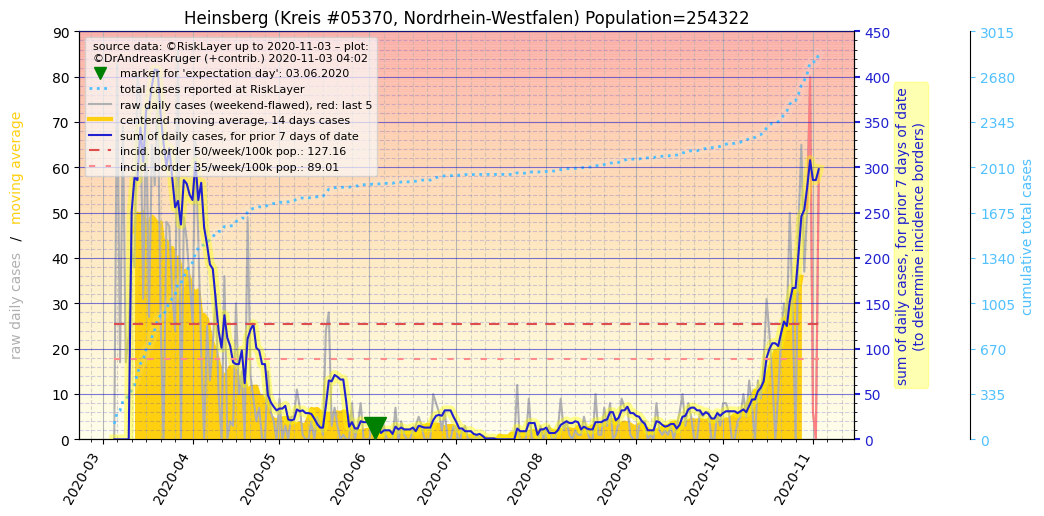 Heinsberg (Kreis #05370, Nordrhein-Westfalen) Population=254322
source data: ©RiskLayer up to 2020-11-03 – plot:
©DrAndreasKruger (+contrib.) 2020-11-03 04:02
marker for 'expectation day': 03.06.2020
total cases reported at RiskLayer
raw daily cases (weekend-flawed), red: last 5
centered moving average, 14 days cases
sum of daily cases, for prior 7 days of date
incid. border 50/week/100k pop.: 127.16
incid. border 35/week/100k pop.: 89.01
raw daily cases / moving average
90
80
70
60
50
40
30
20
10
0
450
400
350
300
250
200
150
100
50
0
sum of daily cases, for prior 7 days of date
(to determine incidence borders)
3015
2680
2345
2010
1675
1340
1005
670
335
0
cumulative total cases
2020-03
2020-04
2020-05
2020-06
2020-07
2020-08
2020-09
2020-10
2020-11